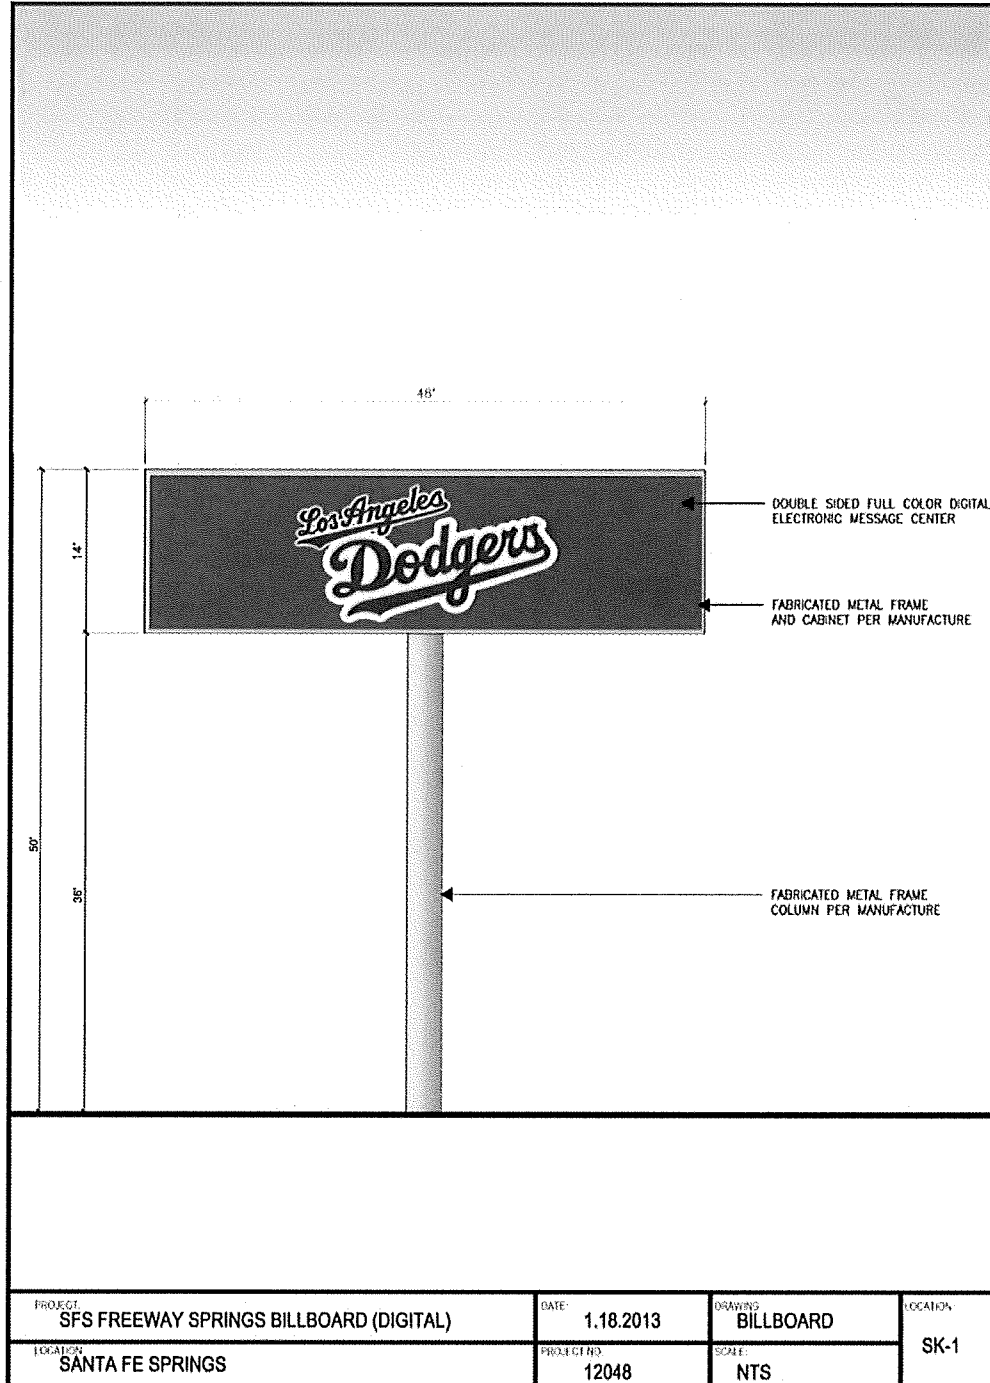 48'
Los Angeles
Dodgers
14'
50'
36'
DOUBLE SIDED FULL COLOR DIGITAL
ELECTRONIC MESSAGE CENTER
FABRICATED METAL FRAME
AND CABINET PER MANUFACTURE
FABRICATED METAL FRAME
COLUMN PER MANUFACTURE
PROJECT:
SFS FREEWAY SPRINGS BILLBOARD (DIGITAL)
DATE:
1.18.2013
DRAWING
BILLBOARD
LOCATION:
SK-1
LOCATION
SANTA FE SPRINGS
PROJECT NO.
12048
SCALE:
NTS